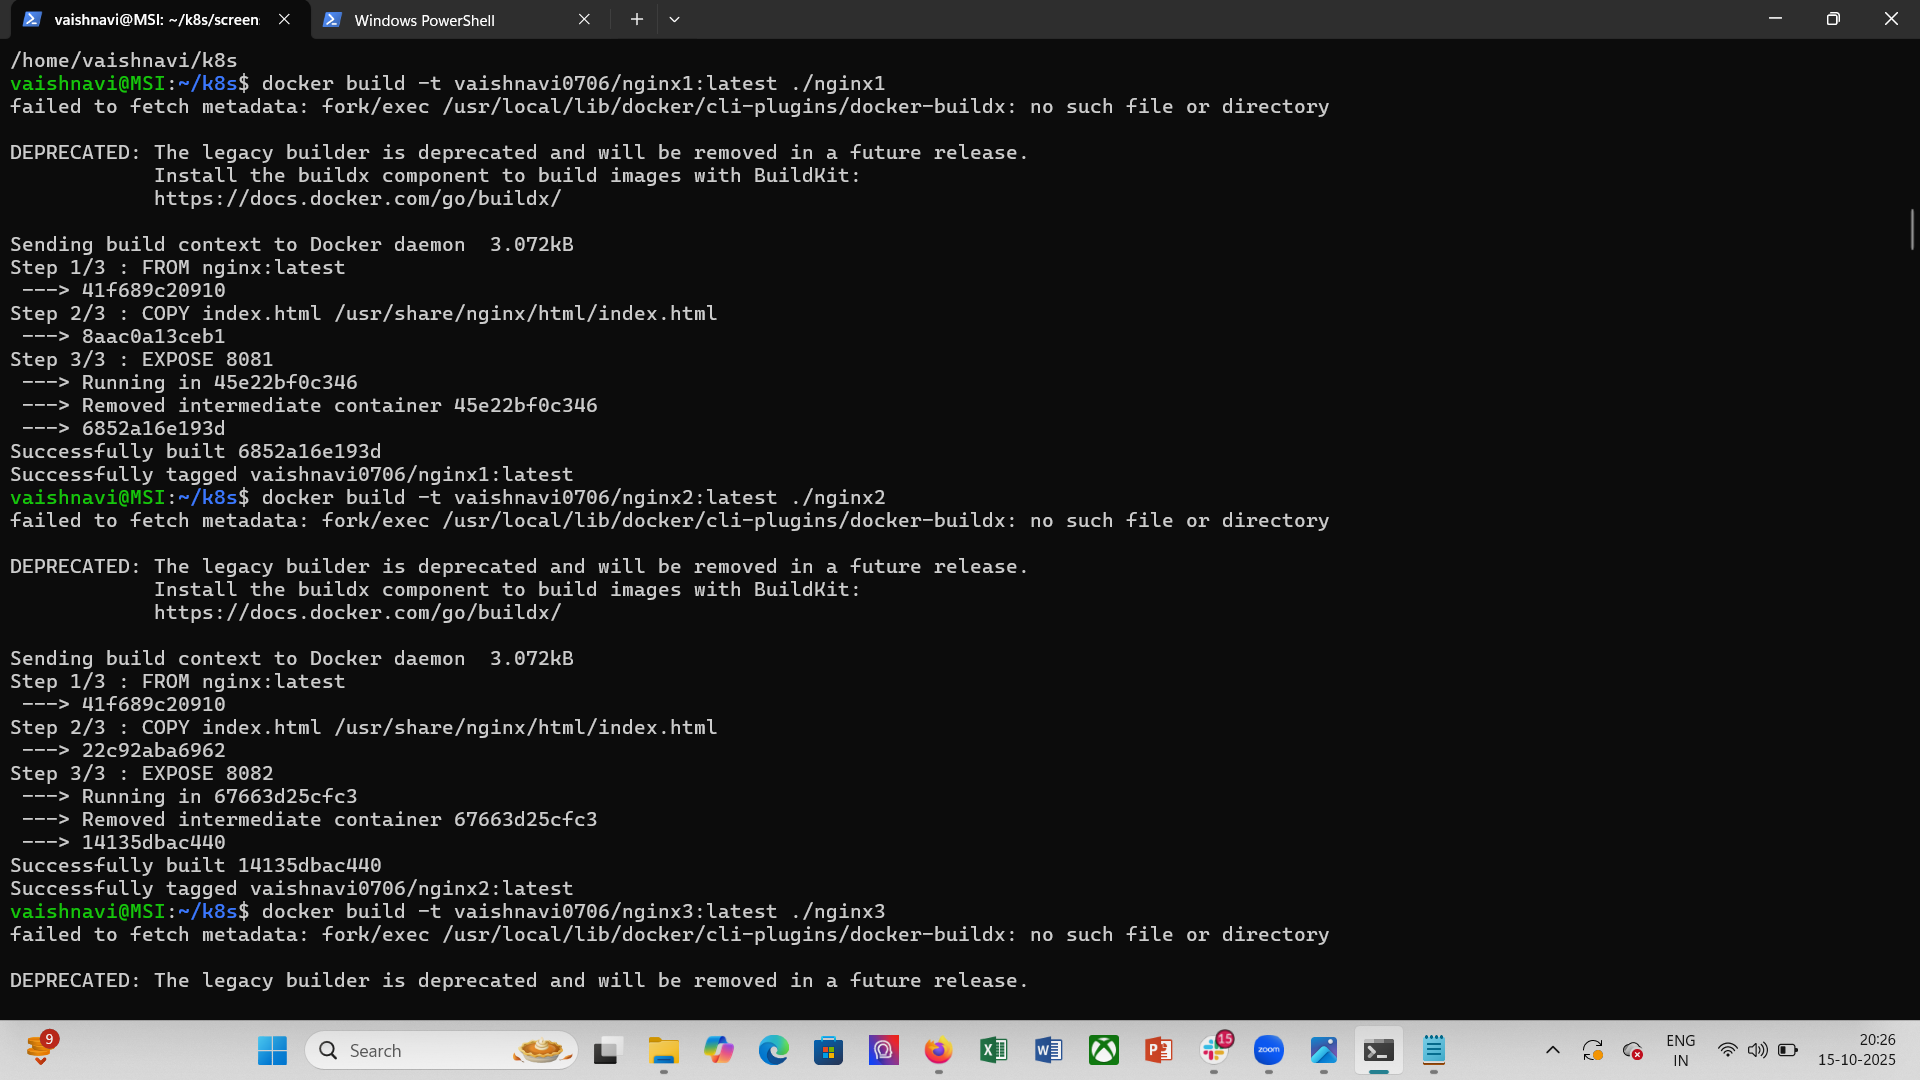 vaishnavi@MSI: ~/k8s/screen
Windows PowerShell
/home/vaishnavi/k8s
vaishnavi@MSI:~/k8s$ docker build -t vaishnavi0706/nginx1:latest ./nginx1
failed to fetch metadata: fork/exec /usr/local/lib/docker/cli-plugins/docker-buildx: no such file or directory
DEPRECATED: The legacy builder is deprecated and will be removed in a future release.
Install the buildx component to build images with BuildKit:
https://docs.docker.com/go/buildx/
Sending build context to Docker daemon  3.072kB
Step 1/3 : FROM nginx:latest
---> 41f689c20910
Step 2/3 : COPY index.html /usr/share/nginx/html/index.html
---> 8aac0a13ceb1
Step 3/3 : EXPOSE 8081
---> Running in 45e22bf0c346
---> Removed intermediate container 45e22bf0c346
---> 6852a16e193d
Successfully built 6852a16e193d
Successfully tagged vaishnavi0706/nginx1:latest
vaishnavi@MSI:~/k8s$ docker build -t vaishnavi0706/nginx2:latest ./nginx2
failed to fetch metadata: fork/exec /usr/local/lib/docker/cli-plugins/docker-buildx: no such file or directory
DEPRECATED: The legacy builder is deprecated and will be removed in a future release.
Install the buildx component to build images with BuildKit:
https://docs.docker.com/go/buildx/
Sending build context to Docker daemon  3.072kB
Step 1/3 : FROM nginx:latest
---> 41f689c20910
Step 2/3 : COPY index.html /usr/share/nginx/html/index.html
---> 22c92aba6962
Step 3/3 : EXPOSE 8082
---> Running in 67663d25cfc3
---> Removed intermediate container 67663d25cfc3
---> 14135dbac440
Successfully built 14135dbac440
Successfully tagged vaishnavi0706/nginx2:latest
vaishnavi@MSI:~/k8s$ docker build -t vaishnavi0706/nginx3:latest ./nginx3
failed to fetch metadata: fork/exec /usr/local/lib/docker/cli-plugins/docker-buildx: no such file or directory
DEPRECATED: The legacy builder is deprecated and will be removed in a future release.
9
Search
15
zoom
ENG
IN
20:26
15-10-2025